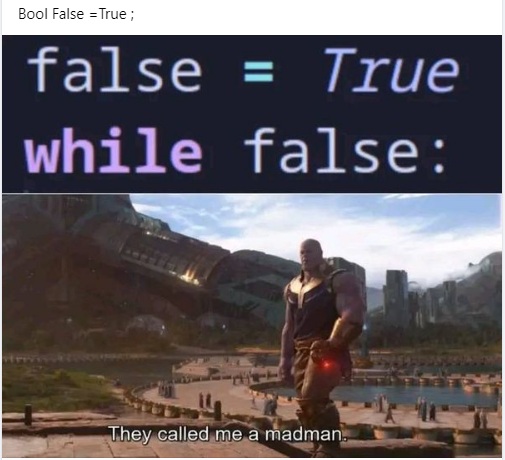 Bool False =True ;
false = True
while false:
They called me a madman.